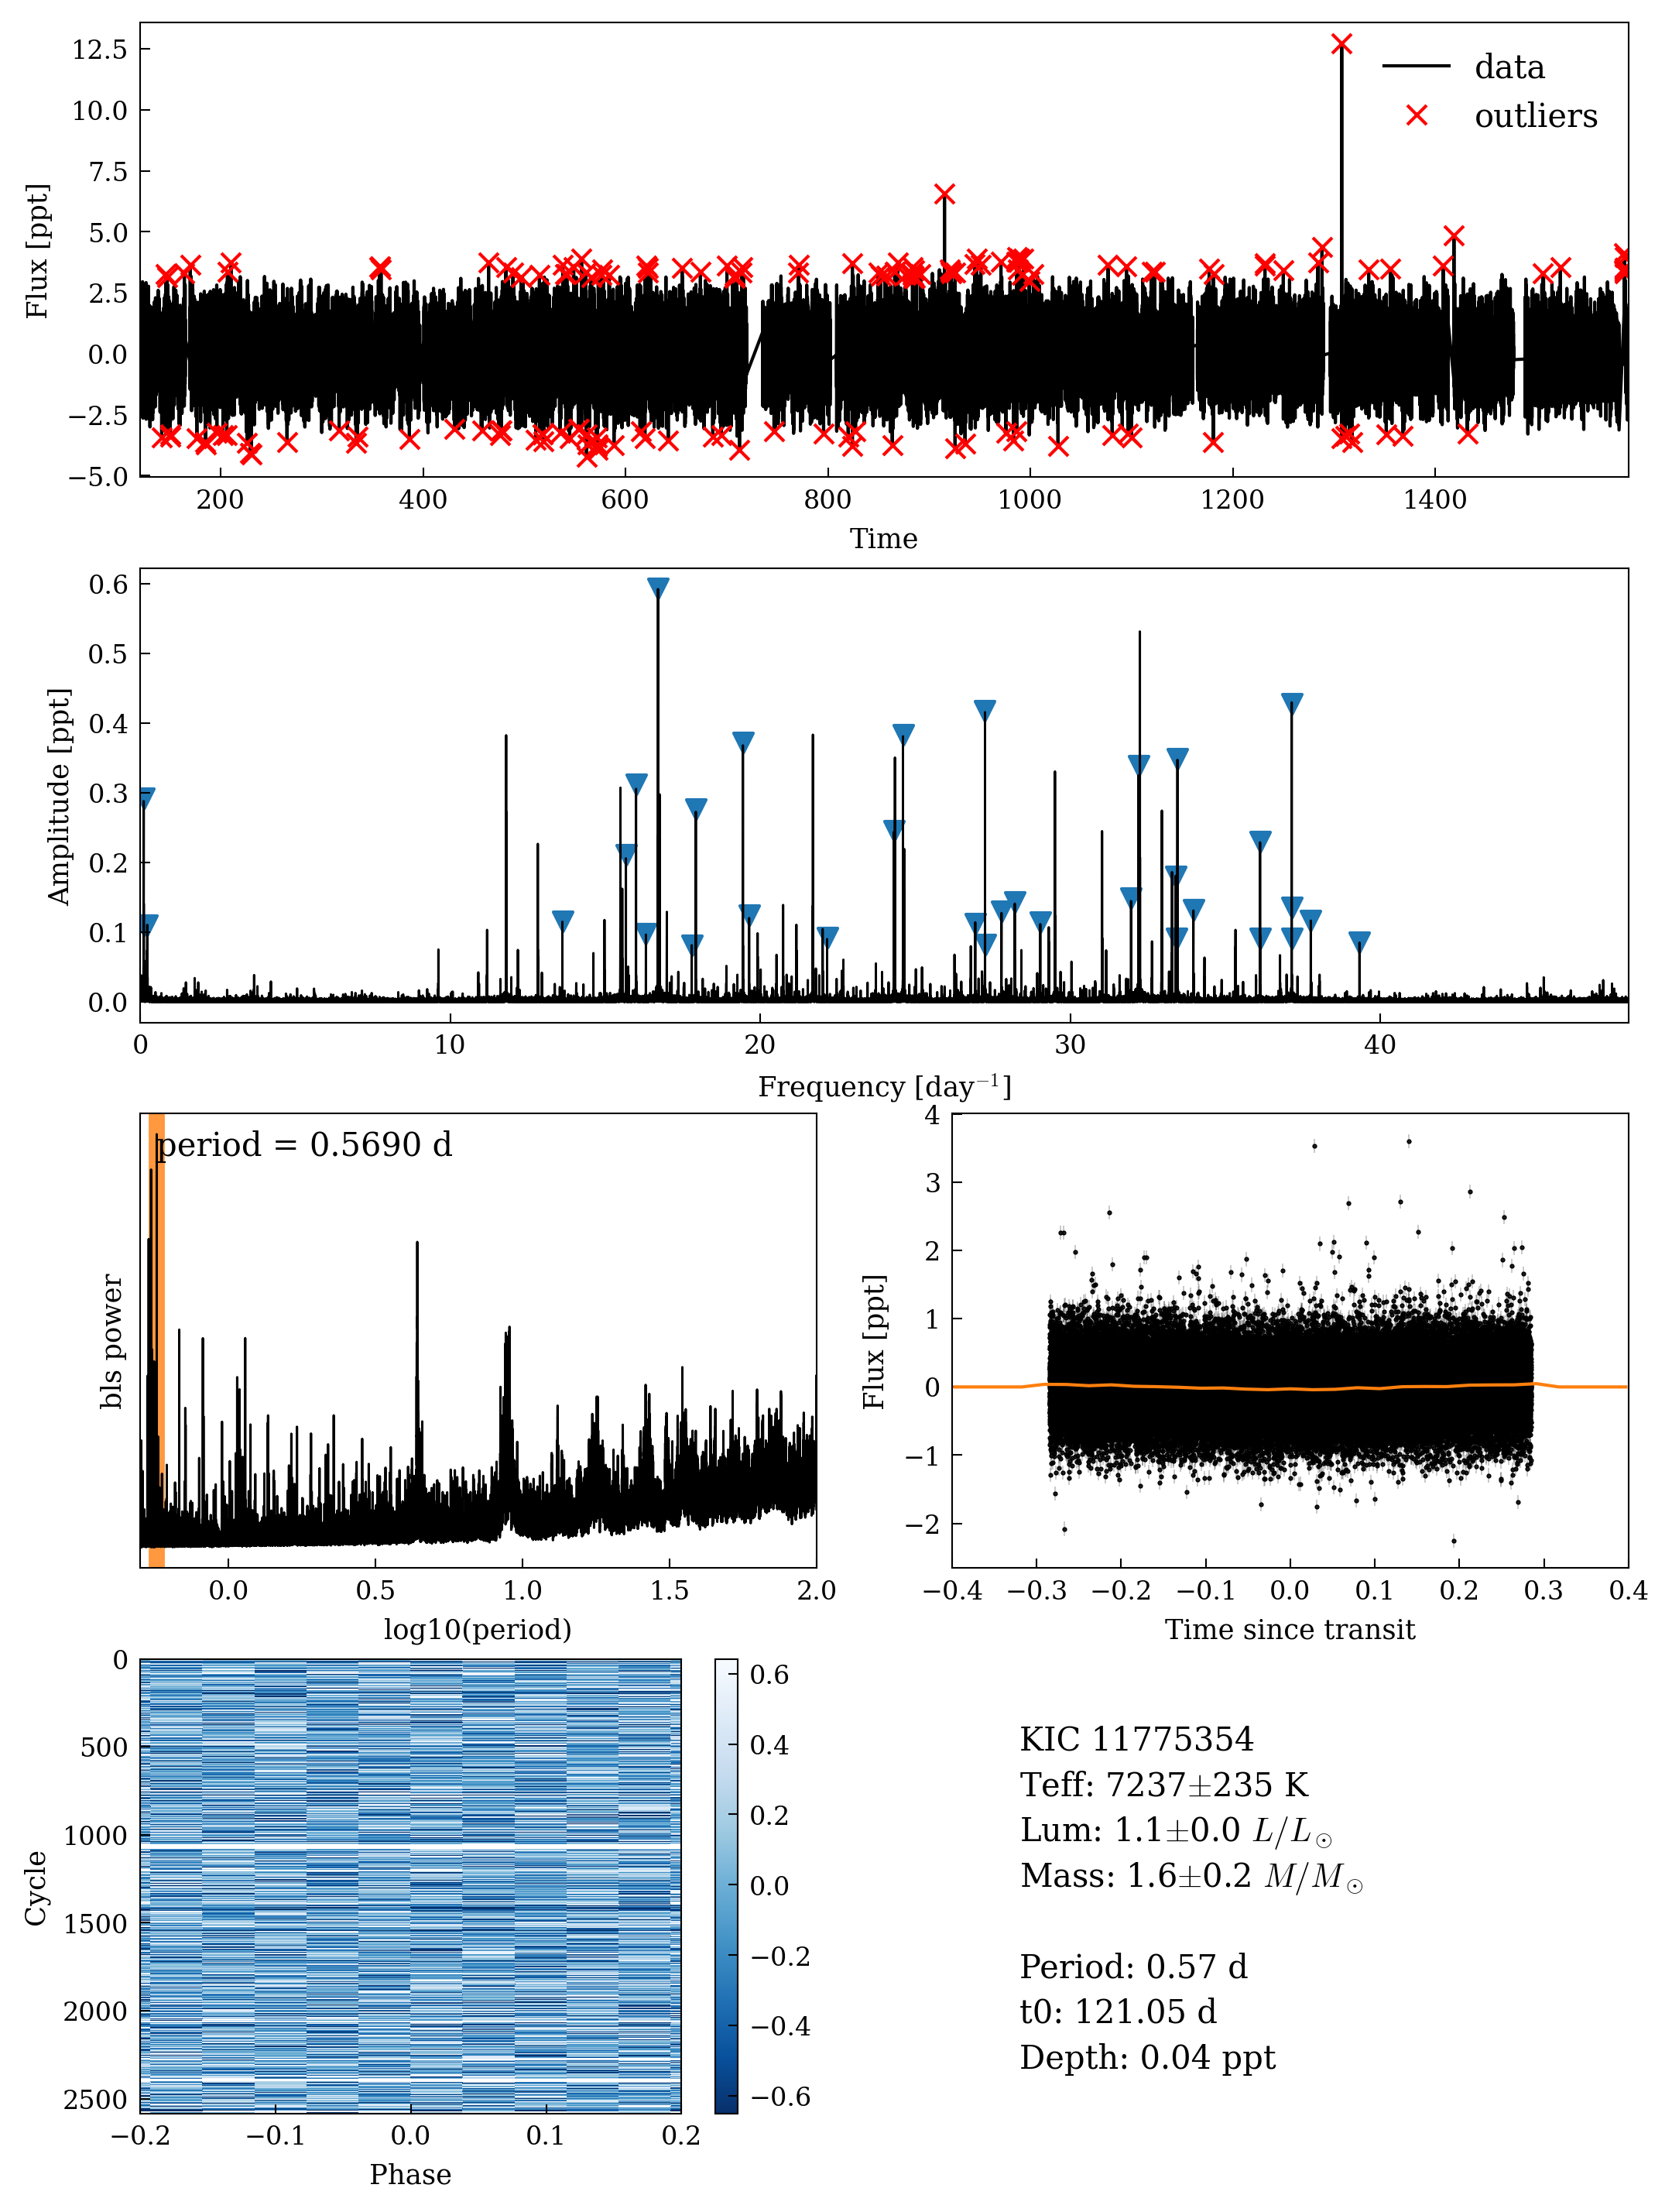 12.5
10.0
7.5
5.0
2.5
0.0
−2.5
−5.0
Flux [ppt]
data
outliers
200 400 600 800 1000 1200 1400
Time
0.6
0.5
0.4
0.3
0.2
0.1
0.0
Amplitude [ppt]
0 10 20 30 40
Frequency [day⁻¹]
period = 0.5690 d
bls power
0.0 0.5 1.0 1.5 2.0
log10(period)
4
3
2
1
0
−1
−2
Flux [ppt]
−0.4 −0.3 −0.2 −0.1 0.0 0.1 0.2 0.3 0.4
Time since transit
0
500
1000
1500
2000
2500
Cycle
−0.2 −0.1 0.0 0.1 0.2
Phase
0.6
0.4
0.2
0.0
−0.2
−0.4
−0.6
KIC 11775354
Teff: 7237±235 K
Lum: 1.1±0.0 L/L☉
Mass: 1.6±0.2 M/M☉
Period: 0.57 d
t0: 121.05 d
Depth: 0.04 ppt